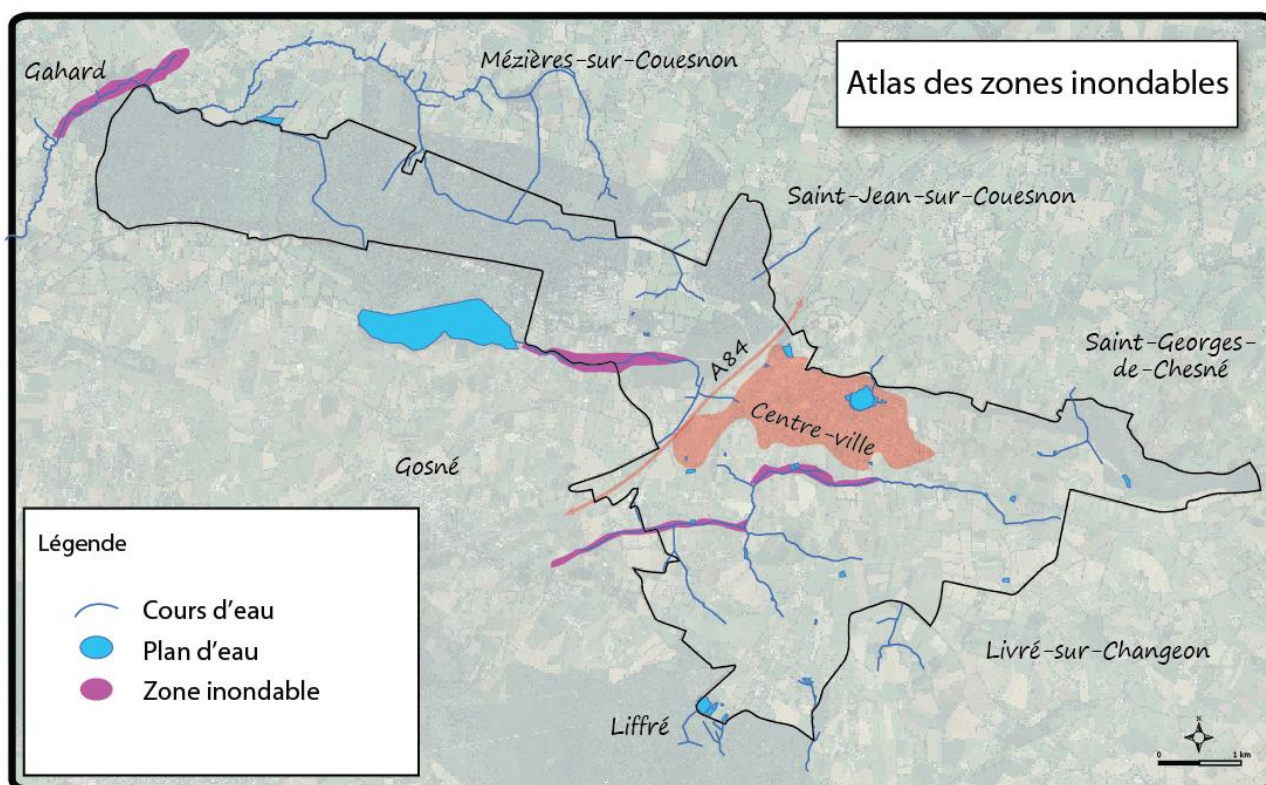 Atlas des zones inondables
Gahard
Mézières-sur-Couesnon
Saint-Jean-sur-Couesnon
Saint-Georges-
de-Chesné
A84
Centre-ville
Gosné
Livré-sur-Changeon
Liffré
Légende
Cours d'eau
Plan d'eau
Zone inondable
N
0 1 km